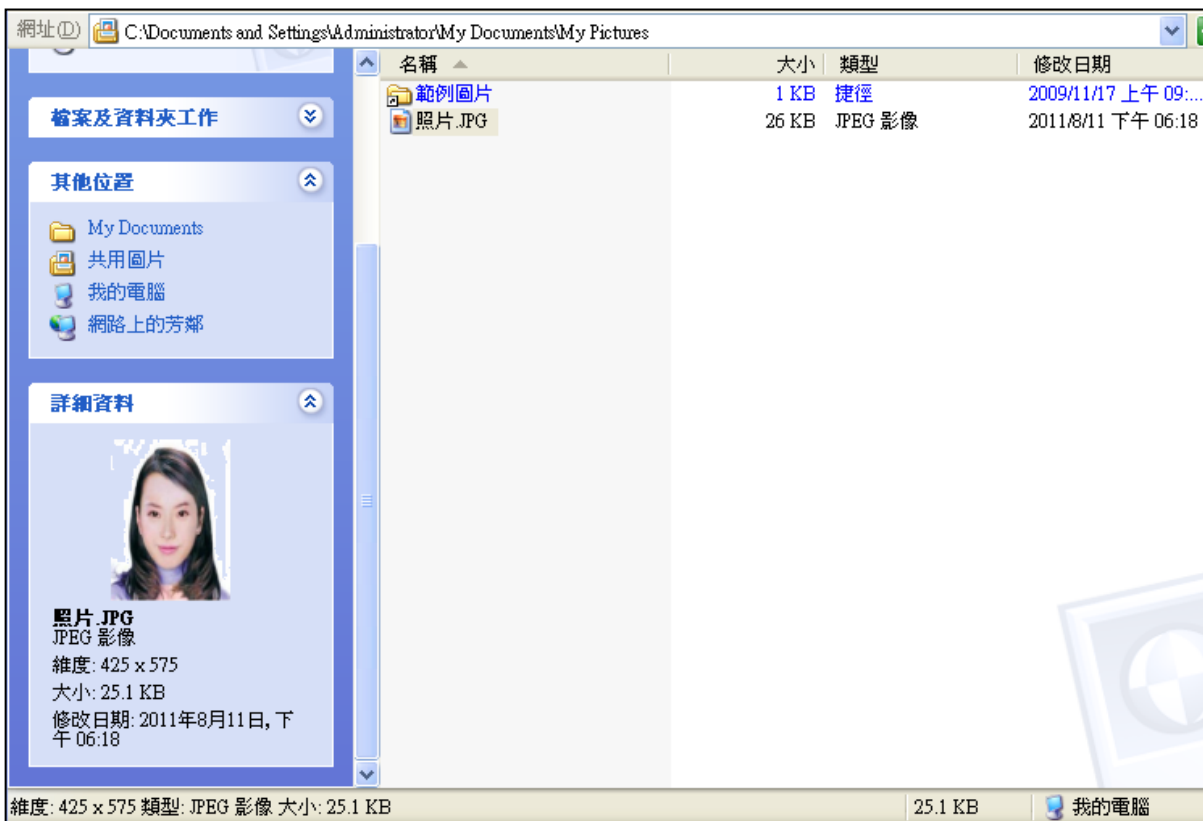 網址(D) C:\Documents and Settings\Administrator\My Documents\My Pictures
檔案及資料夾工作
其他位置
My Documents
共用圖片
我的電腦
網路上的芳鄰
詳細資料
照片.JPG
JPEG 影像
維度: 425 x 575
大小: 25.1 KB
修改日期: 2011年8月11日, 下
午 06:18
名稱 大小 類型 修改日期
範例圖片 1 KB 捷徑 2009/11/17 上午 09:...
照片.JPG 26 KB JPEG 影像 2011/8/11 下午 06:18
維度: 425 x 575 類型: JPEG 影像 大小: 25.1 KB 25.1 KB 我的電腦